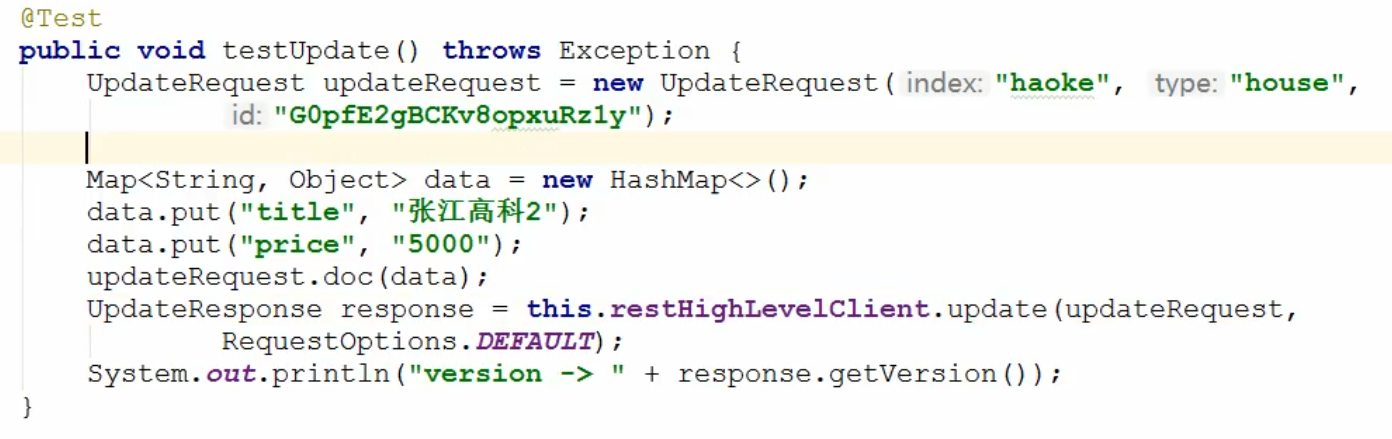 @Test
public void testUpdate() throws Exception {
UpdateRequest updateRequest = new UpdateRequest( index: "haoke", type: "house",
id: "G0pfE2gBCKv8opxuRz1y");
Map<String, Object> data = new HashMap<>();
data.put("title", "张江高科2");
data.put("price", "5000");
updateRequest.doc(data);
UpdateResponse response = this.restHighLevelClient.update(updateRequest,
RequestOptions.DEFAULT);
System.out.println("version -> " + response.getVersion());
}